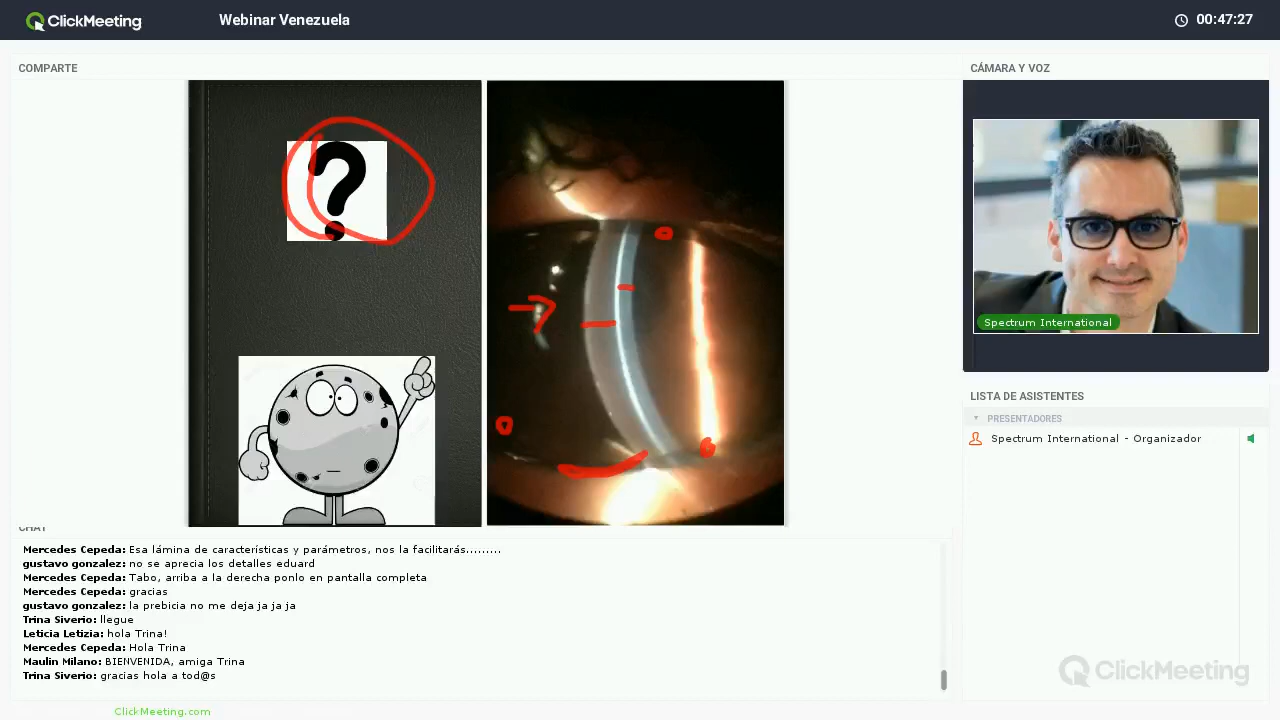 ClickMeeting
Webinar Venezuela
00:47:27
COMPARTE
CÁMARA Y VOZ
?
Spectrum International
LISTA DE ASISTENTES
PRESENTADORES
Spectrum International - Organizador
CHAT
Mercedes Cepeda: Esa lámina de características y parámetros, nos la facilitarás.........
gustavo gonzalez: no se aprecia los detalles eduard
Mercedes Cepeda: Tabo, arriba a la derecha ponlo en pantalla completa
Mercedes Cepeda: gracias
gustavo gonzalez: la prebicia no me deja ja ja ja
Trina Siverio: llegue
Leticia Letizia: hola Trina!
Mercedes Cepeda: Hola Trina
Maulin Milano: BIENVENIDA, amiga Trina
Trina Siverio: gracias hola a tod@s
ClickMeeting
ClickMeeting.com